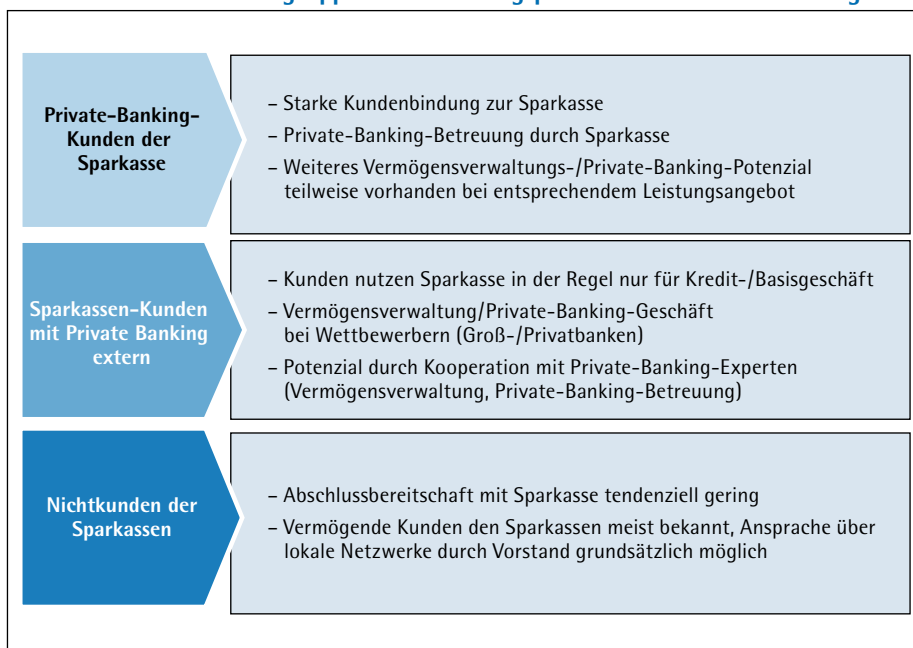 Private-Banking-
Kunden der
Sparkasse
– Starke Kundenbindung zur Sparkasse
– Private-Banking-Betreuung durch Sparkasse
– Weiteres Vermögensverwaltungs-/Private-Banking-Potenzial
teilweise vorhanden bei entsprechendem Leistungsangebot
Sparkassen-Kunden
mit Private Banking
extern
– Kunden nutzen Sparkasse in der Regel nur für Kredit-/Basisgeschäft
– Vermögensverwaltung/Private-Banking-Geschäft
bei Wettbewerbern (Groß-/Privatbanken)
– Potenzial durch Kooperation mit Private-Banking-Experten
(Vermögensverwaltung, Private-Banking-Betreuung)
Nichtkunden der
Sparkassen
– Abschlussbereitschaft mit Sparkasse tendenziell gering
– Vermögende Kunden den Sparkassen meist bekannt, Ansprache über
lokale Netzwerke durch Vorstand grundsätzlich möglich